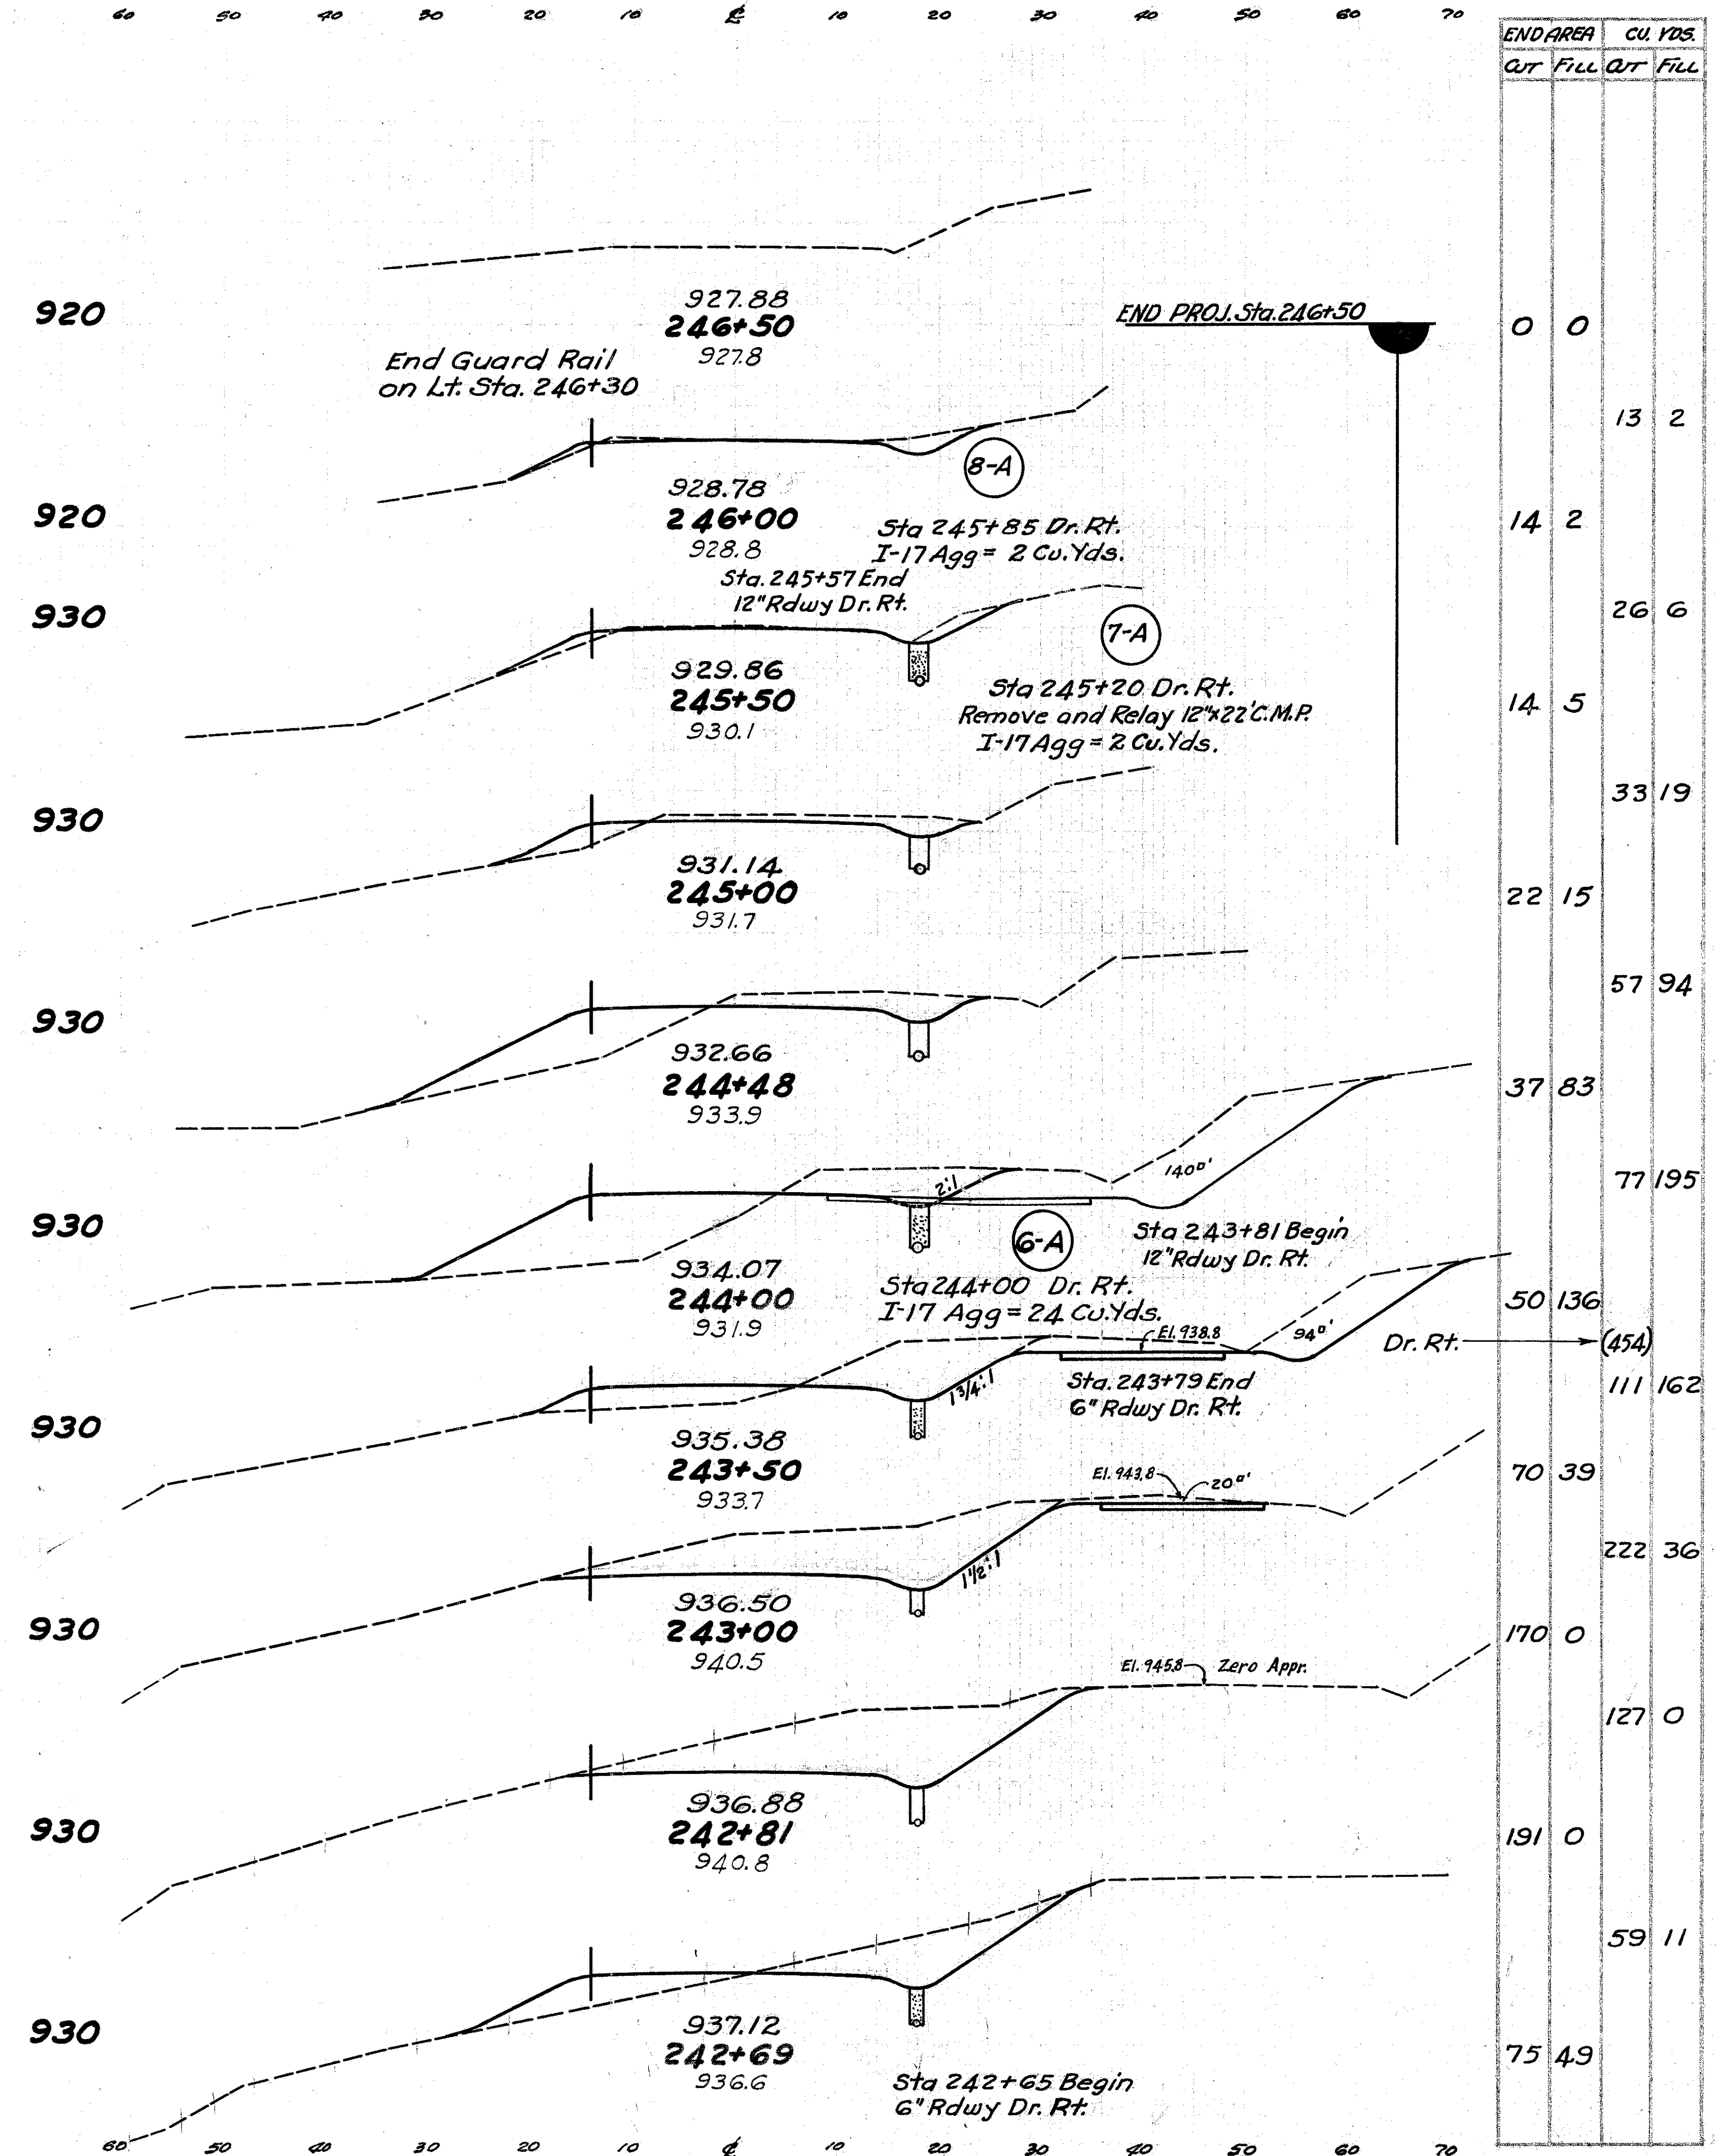 60 50 40 30 20 10 ℄ 10 20 30 40 50 60 70
END AREA CU. YDS.
CUT FILL CUT FILL
927.88
920 246+50 END PROJ. Sta. 246+50 0 0
927.8
End Guard Rail
on Lt. Sta. 246+30
13 2
8-A
928.78
920 246+00 14 2
928.8
Sta 245+85 Dr. Rt.
I-17 Agg = 2 Cu. Yds.
Sta. 245+57 End
12" Rdwy Dr. Rt.
930 26 6
7-A
929.86
245+50 14 5
930.1
Sta 245+20 Dr. Rt.
Remove and Relay 12"x22' C.M.P.
I-17 Agg = 2 Cu. Yds.
930 33 19
931.14
245+00 22 15
931.7
57 94
930
932.66
244+48 37 83
933.9
140□'
77 195
2:1
930
6-A
Sta 243+81 Begin
12" Rdwy Dr. Rt.
934.07
244+00 50 136
931.9
Sta 244+00 Dr. Rt.
I-17 Agg = 24 Cu. Yds.
El. 938.8 94□' Dr. Rt. (454)
111 162
1 3/4:1
Sta. 243+79 End
6" Rdwy Dr. Rt.
930
935.38
243+50 70 39
933.7
El. 943.8 20□'
222 36
1 1/2:1
936.50
930 243+00 170 0
940.5
El. 945.8 Zero Appr.
127 0
936.88
930 242+81 191 0
940.8
59 11
930
937.12
242+69 75 49
936.6
Sta 242+65 Begin
6" Rdwy Dr. Rt.
60 50 40 30 20 10 ℄ 10 20 30 40 50 60 70